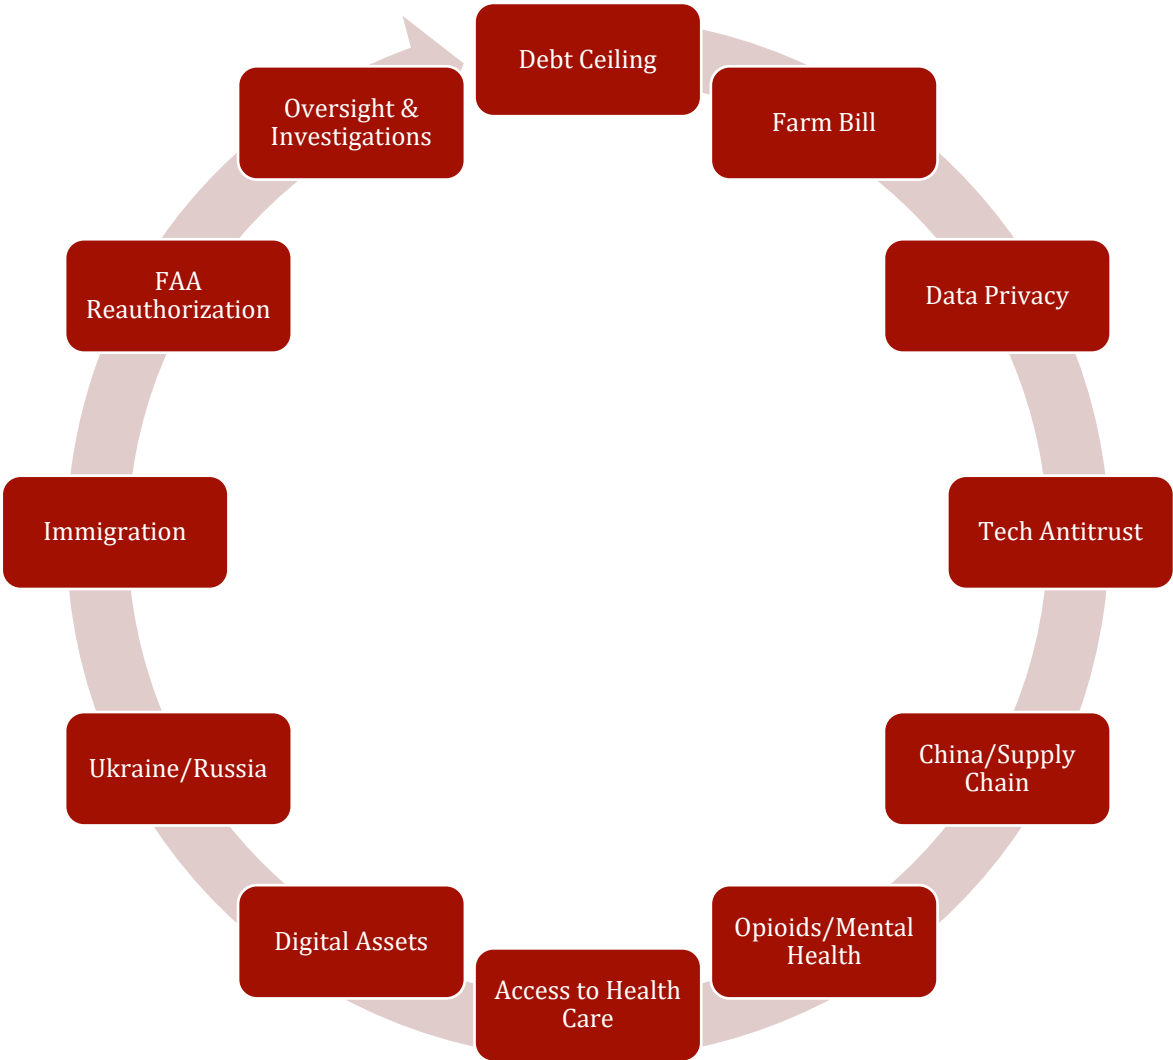 Debt Ceiling
Farm Bill
Data Privacy
Tech Antitrust
China/Supply
Chain
Opioids/Mental
Health
Access to Health
Care
Digital Assets
Ukraine/Russia
Immigration
FAA
Reauthorization
Oversight &
Investigations